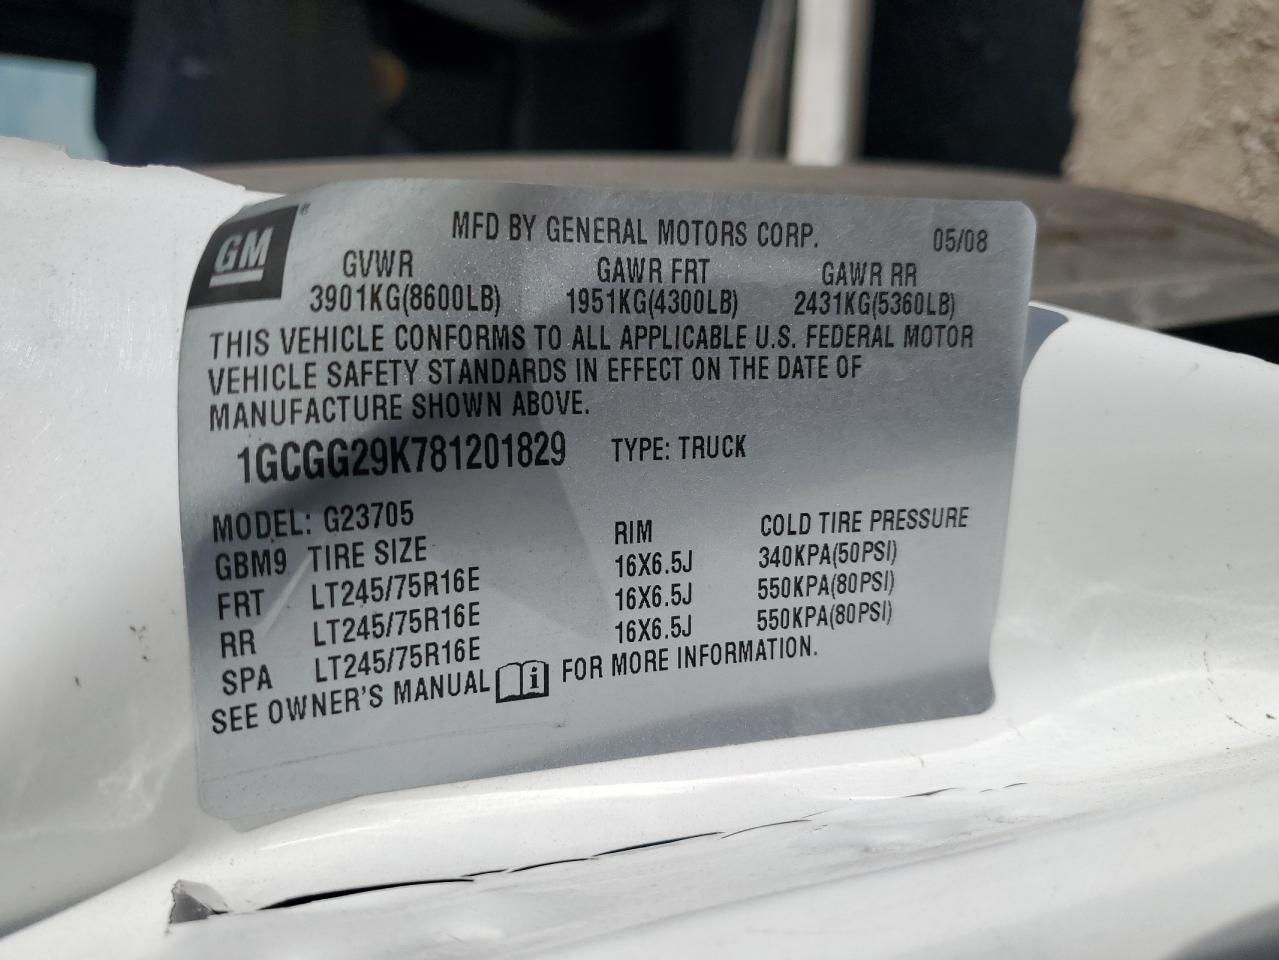 GM
MFD BY GENERAL MOTORS CORP. 05/08
GVWR GAWR FRT GAWR RR
3901KG(8600LB) 1951KG(4300LB) 2431KG(5360LB)
THIS VEHICLE CONFORMS TO ALL APPLICABLE U.S. FEDERAL MOTOR
VEHICLE SAFETY STANDARDS IN EFFECT ON THE DATE OF
MANUFACTURE SHOWN ABOVE.
1GCGG29K781201829 TYPE: TRUCK
MODEL: G23705
GBM9 TIRE SIZE RIM COLD TIRE PRESSURE
FRT LT245/75R16E 16X6.5J 340KPA(50PSI)
RR LT245/75R16E 16X6.5J 550KPA(80PSI)
SPA LT245/75R16E 16X6.5J 550KPA(80PSI)
SEE OWNER'S MANUAL i FOR MORE INFORMATION.